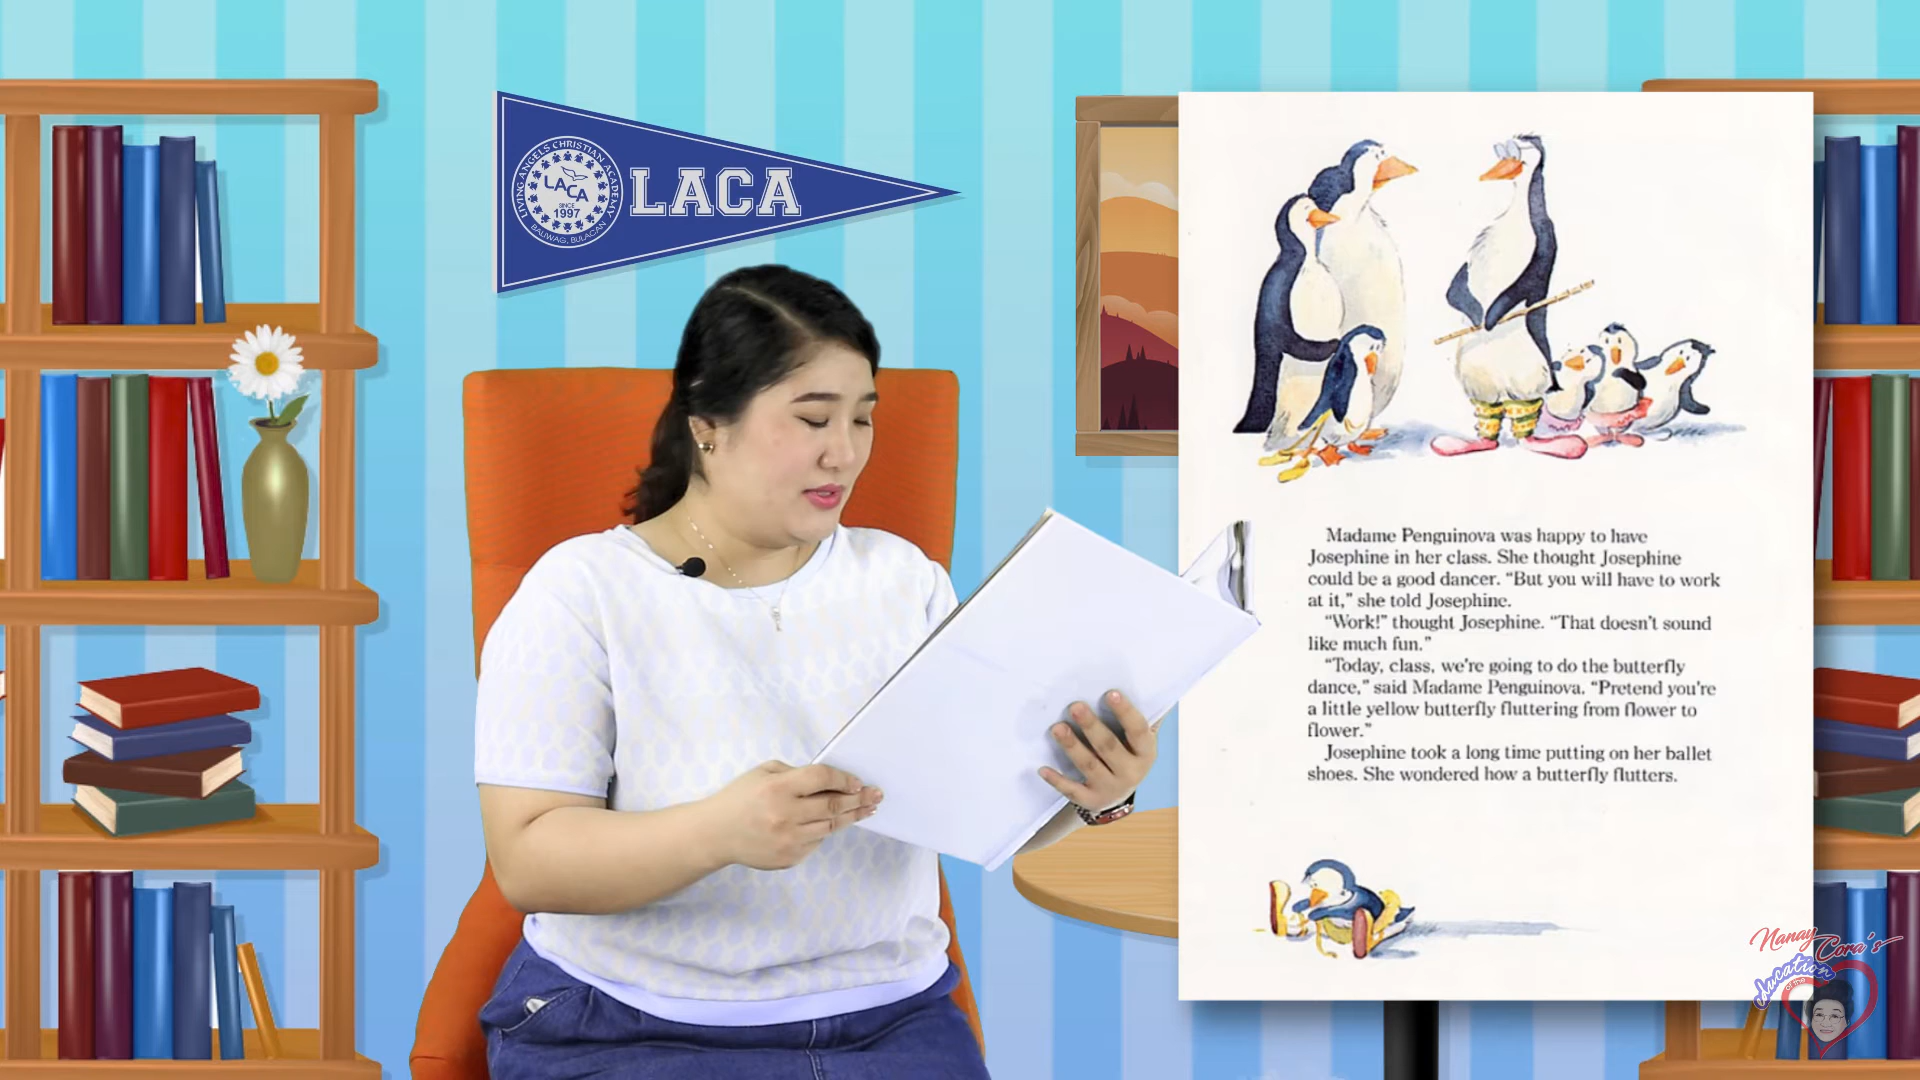 LIVING ANGELS CHRISTIAN ACADEMY
LACA
SINCE
1997
BALIWAG, BULACAN
LACA
Madame Penguinova was happy to have
Josephine in her class. She thought Josephine
could be a good dancer. “But you will have to work
at it,” she told Josephine.
“Work!” thought Josephine. “That doesn’t sound
like much fun.”
“Today, class, we’re going to do the butterfly
dance,” said Madame Penguinova. “Pretend you’re
a little yellow butterfly fluttering from flower to
flower.”
Josephine took a long time putting on her ballet
shoes. She wondered how a butterfly flutters.
Nanay Cora's
ducation
of the